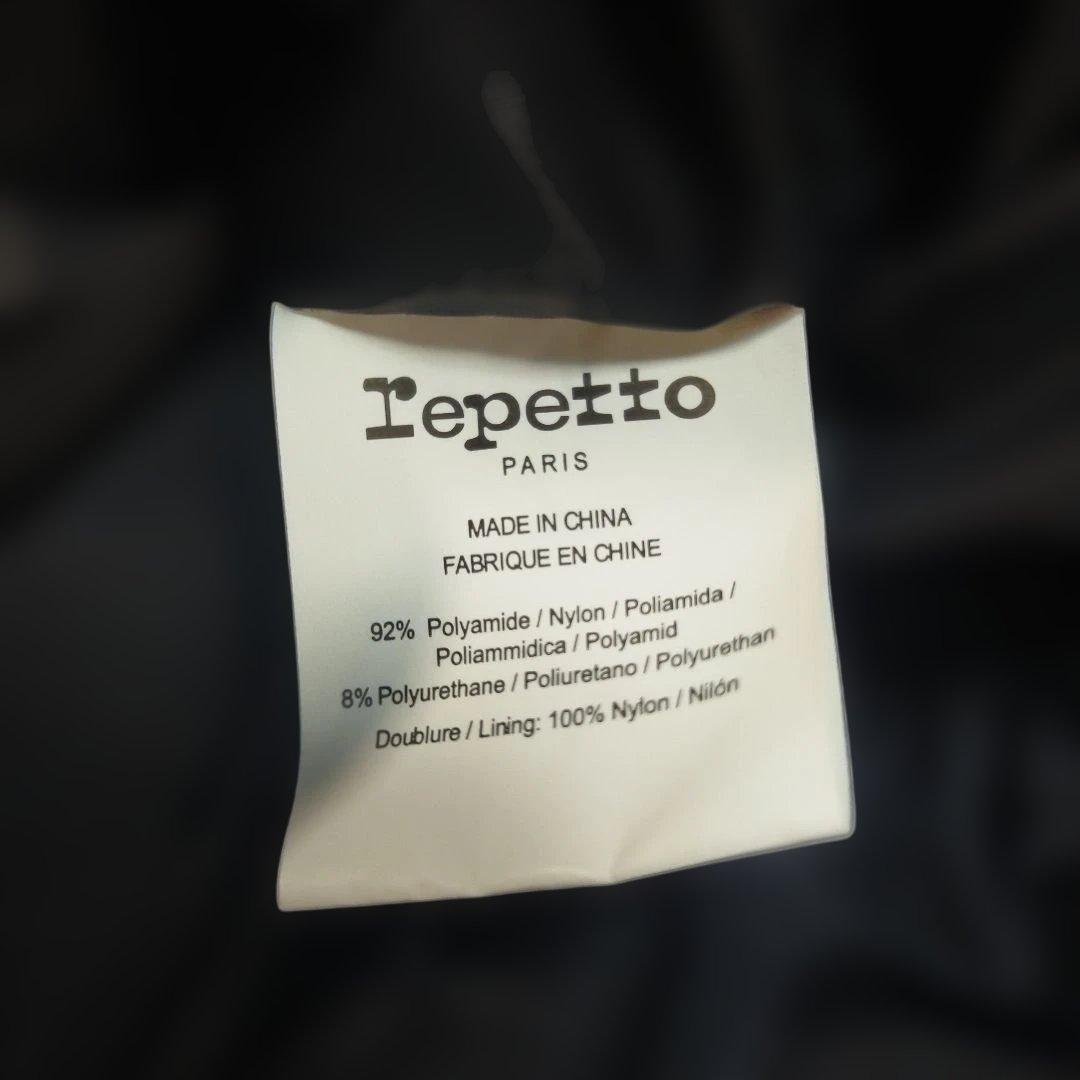 repetto
PARIS
MADE IN CHINA
FABRIQUE EN CHINE
92% Polyamide / Nylon / Poliamida /
Poliammidica / Polyamid
8% Polyurethane / Poliuretano / Polyurethan
Doublure / Lining: 100% Nylon / Nilón